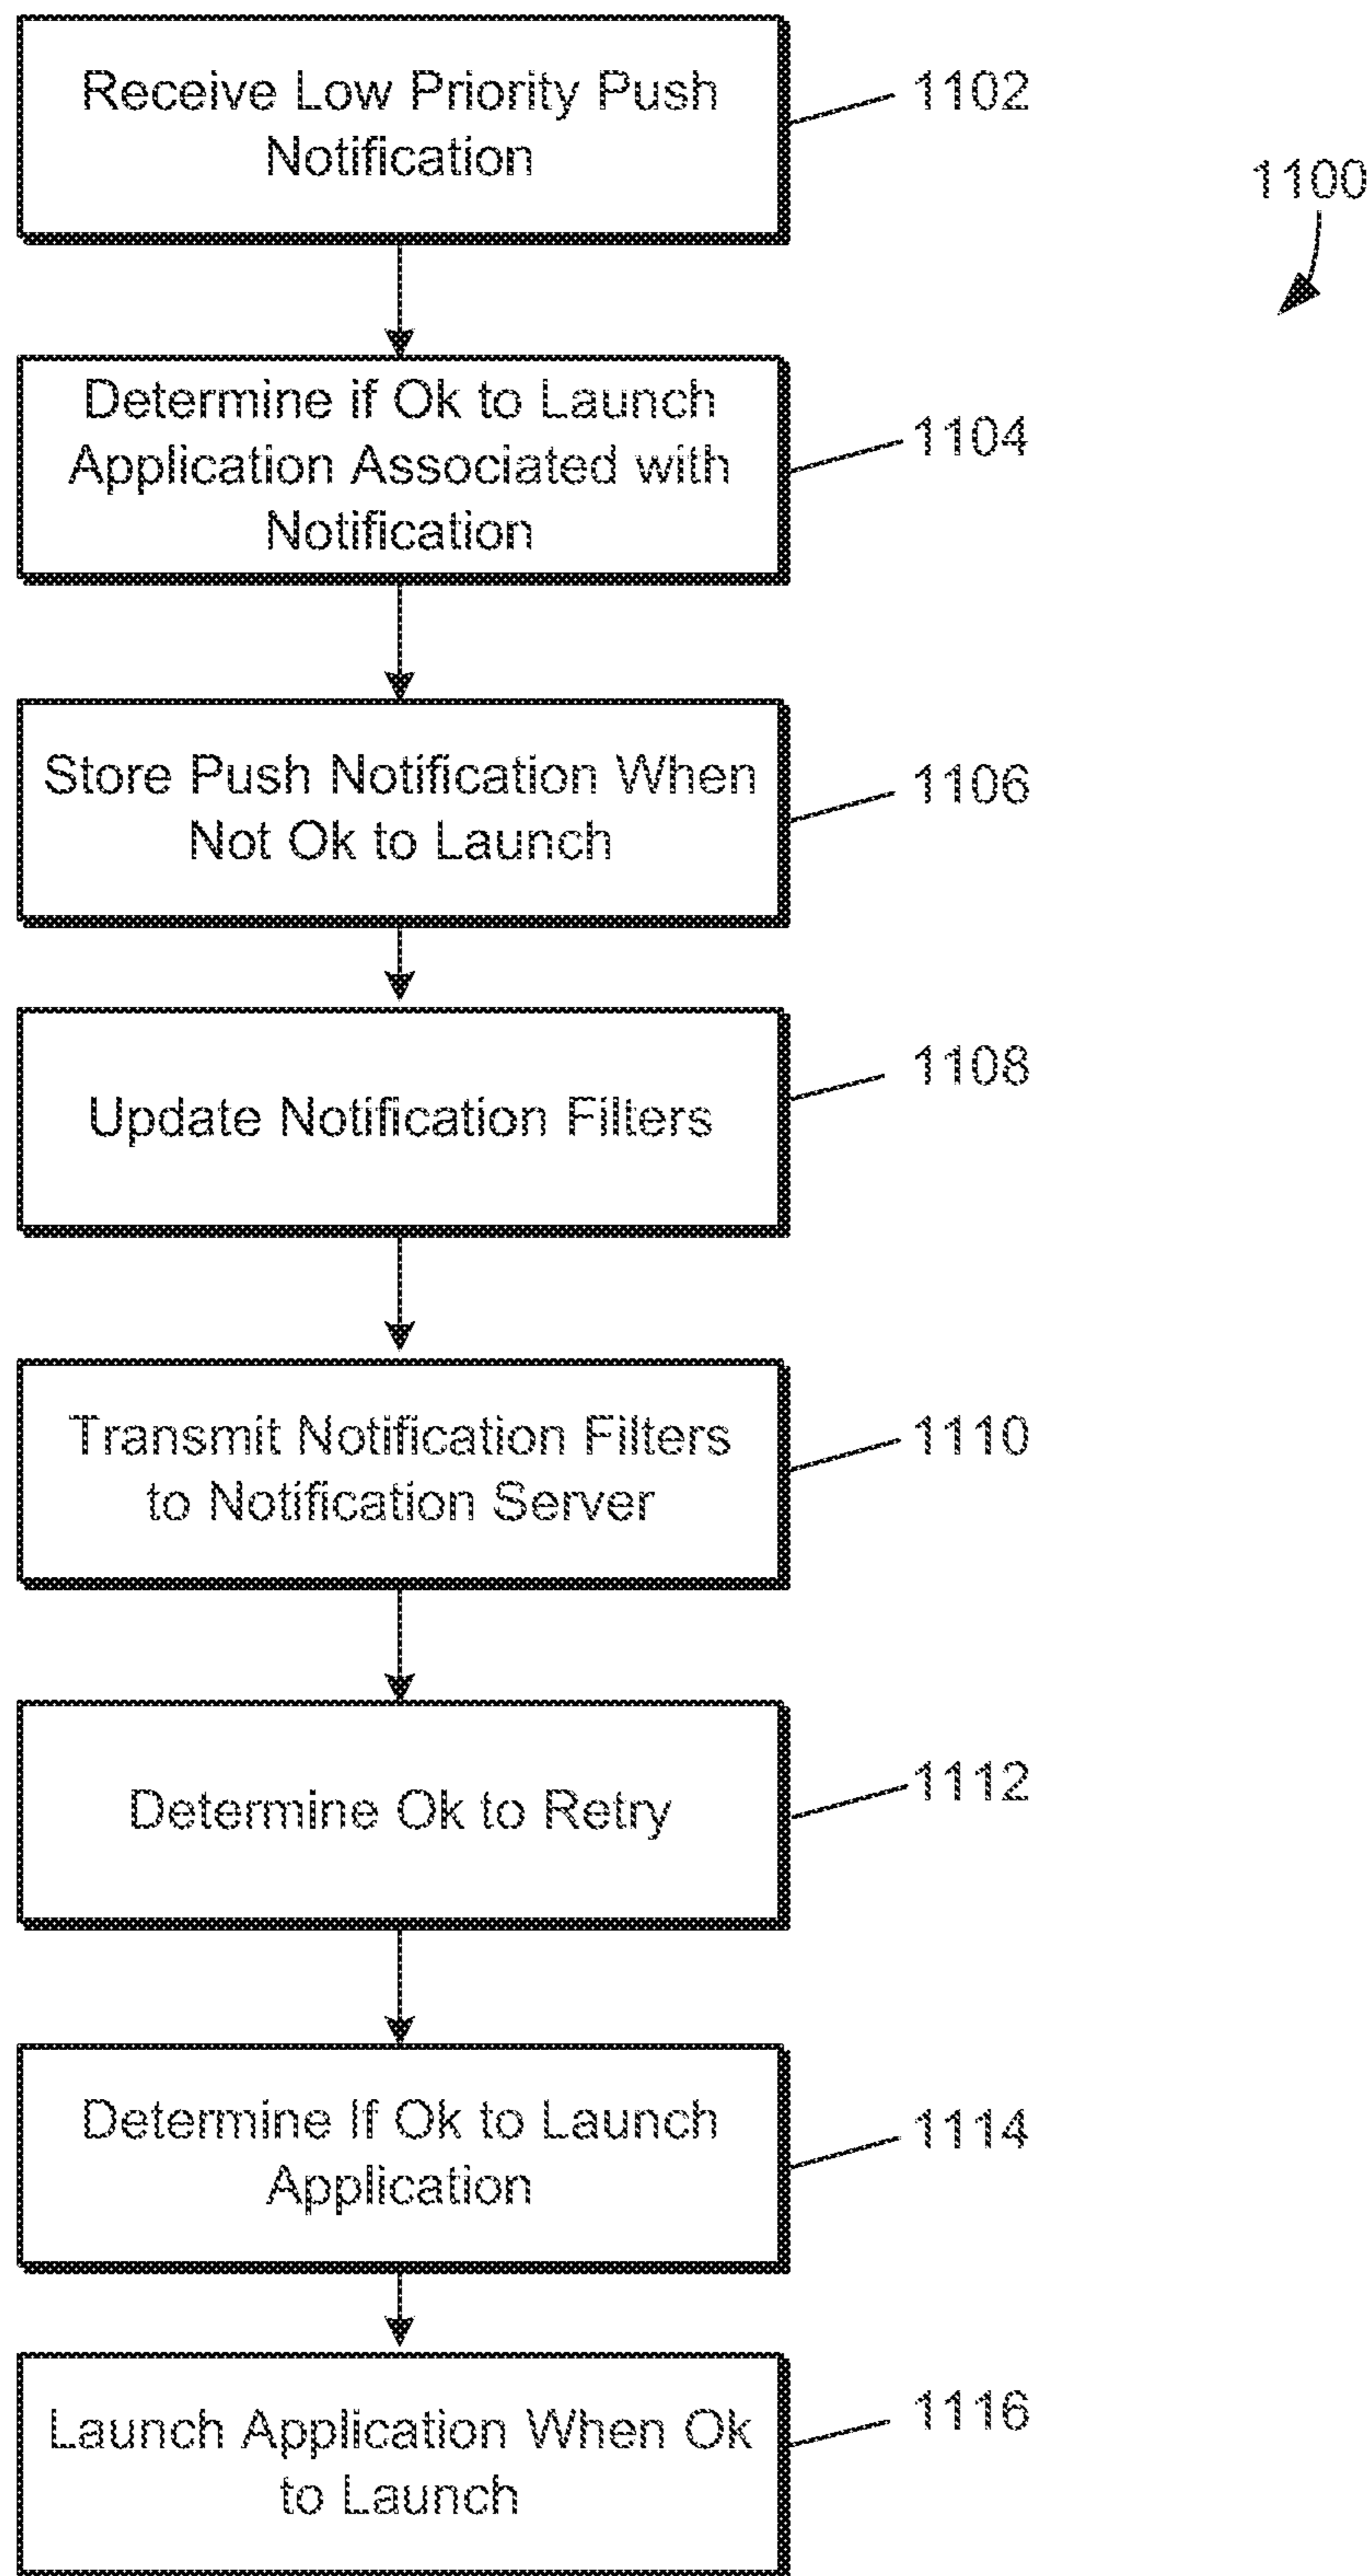 Receive Low Priority Push
Notification
1102
1100
Determine if Ok to Launch
Application Associated with
Notification
1104
Store Push Notification When
Not Ok to Launch
1106
Update Notification Filters
1108
Transmit Notification Filters
to Notification Server
1110
Determine Ok to Retry
1112
Determine If Ok to Launch
Application
1114
Launch Application When Ok
to Launch
1116